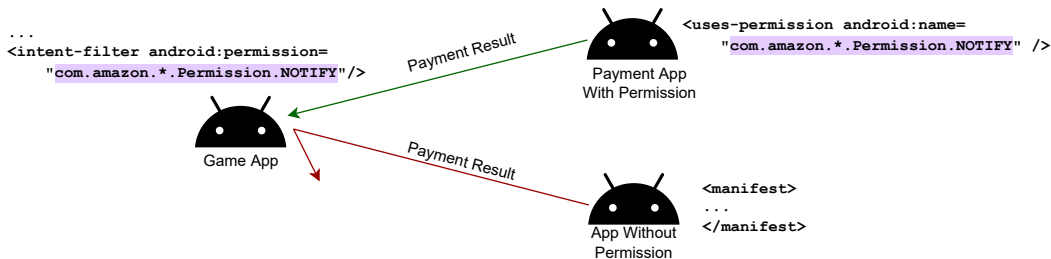 ...
<intent-filter android:permission=
"com.amazon.*.Permission.NOTIFY"/>
Game App
Payment Result
Payment App
With Permission
<uses-permission android:name=
"com.amazon.*.Permission.NOTIFY" />
Payment Result
App Without
Permission
<manifest>
...
</manifest>